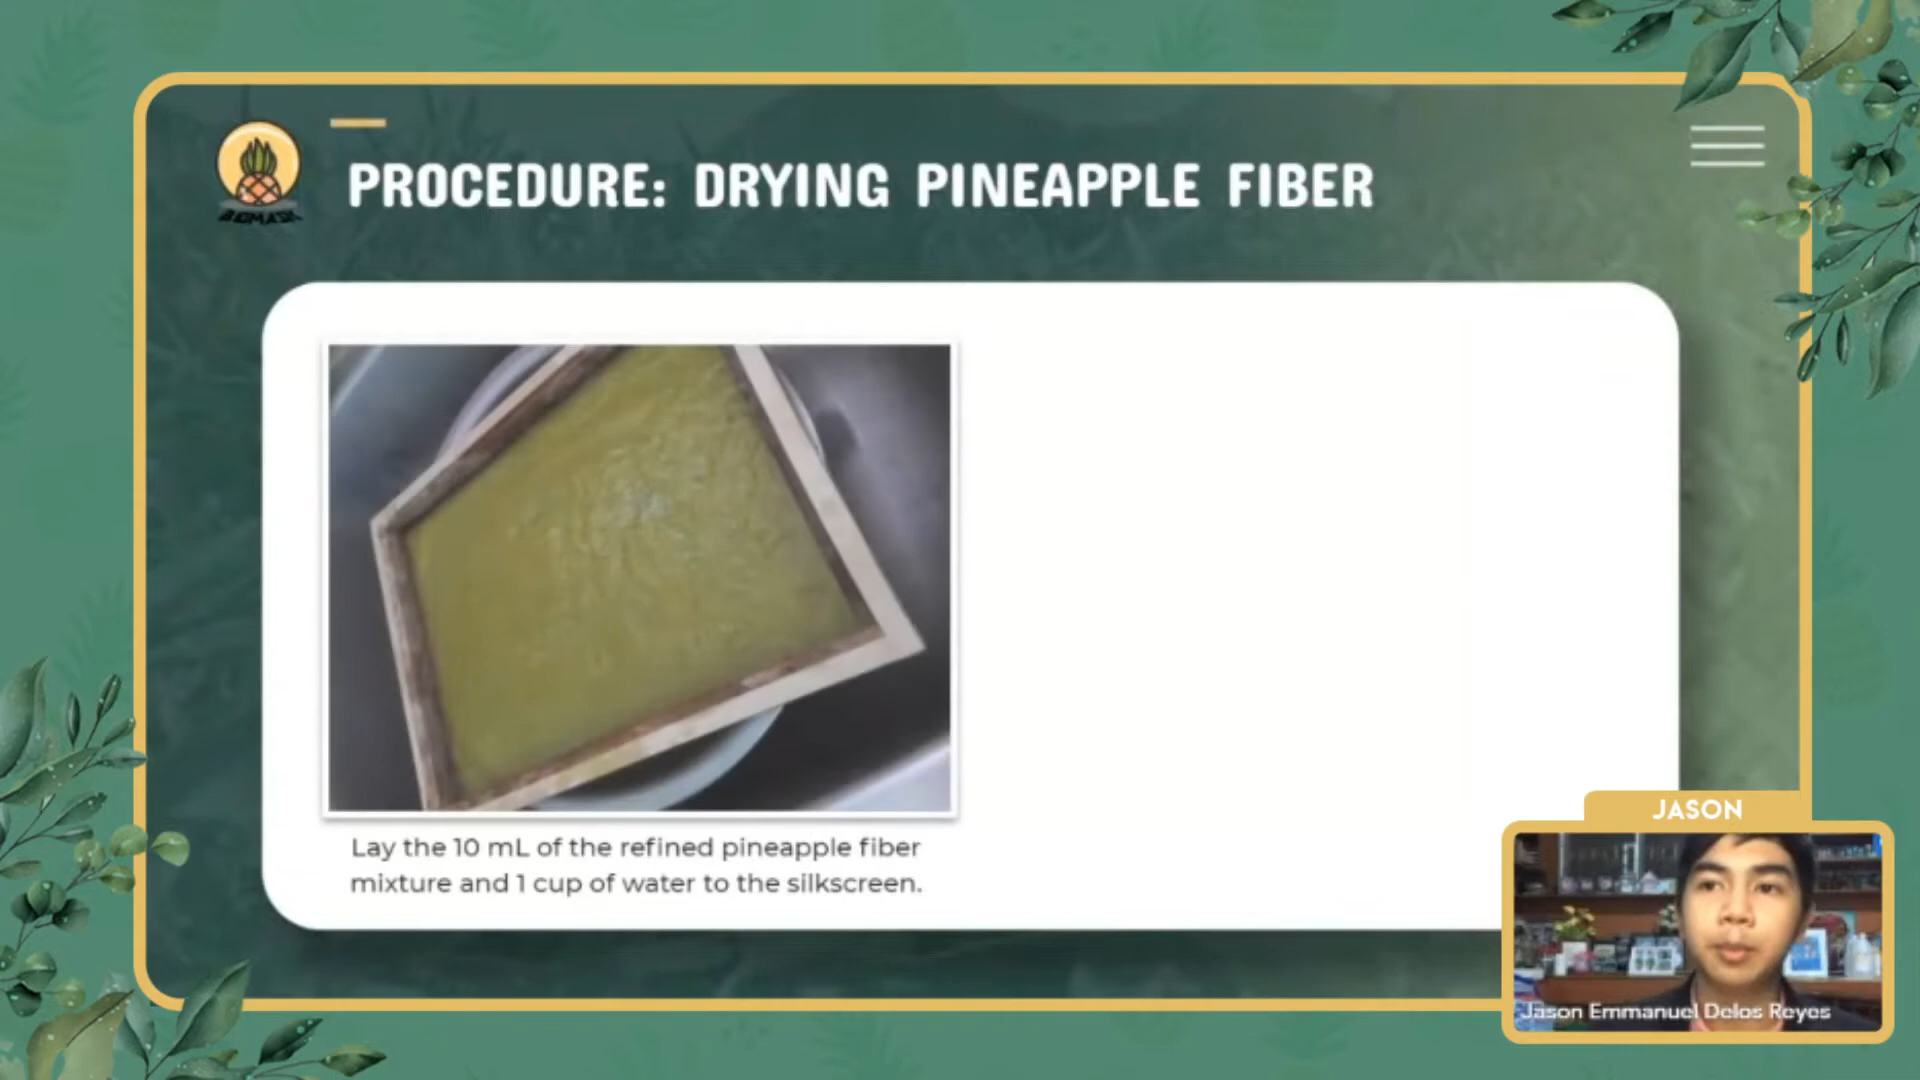 PROCEDURE: DRYING PINEAPPLE FIBER
BIOMASK
Lay the 10 mL of the refined pineapple fiber
mixture and 1 cup of water to the silkscreen.
JASON
Jason Emmanuel Delos Reyes